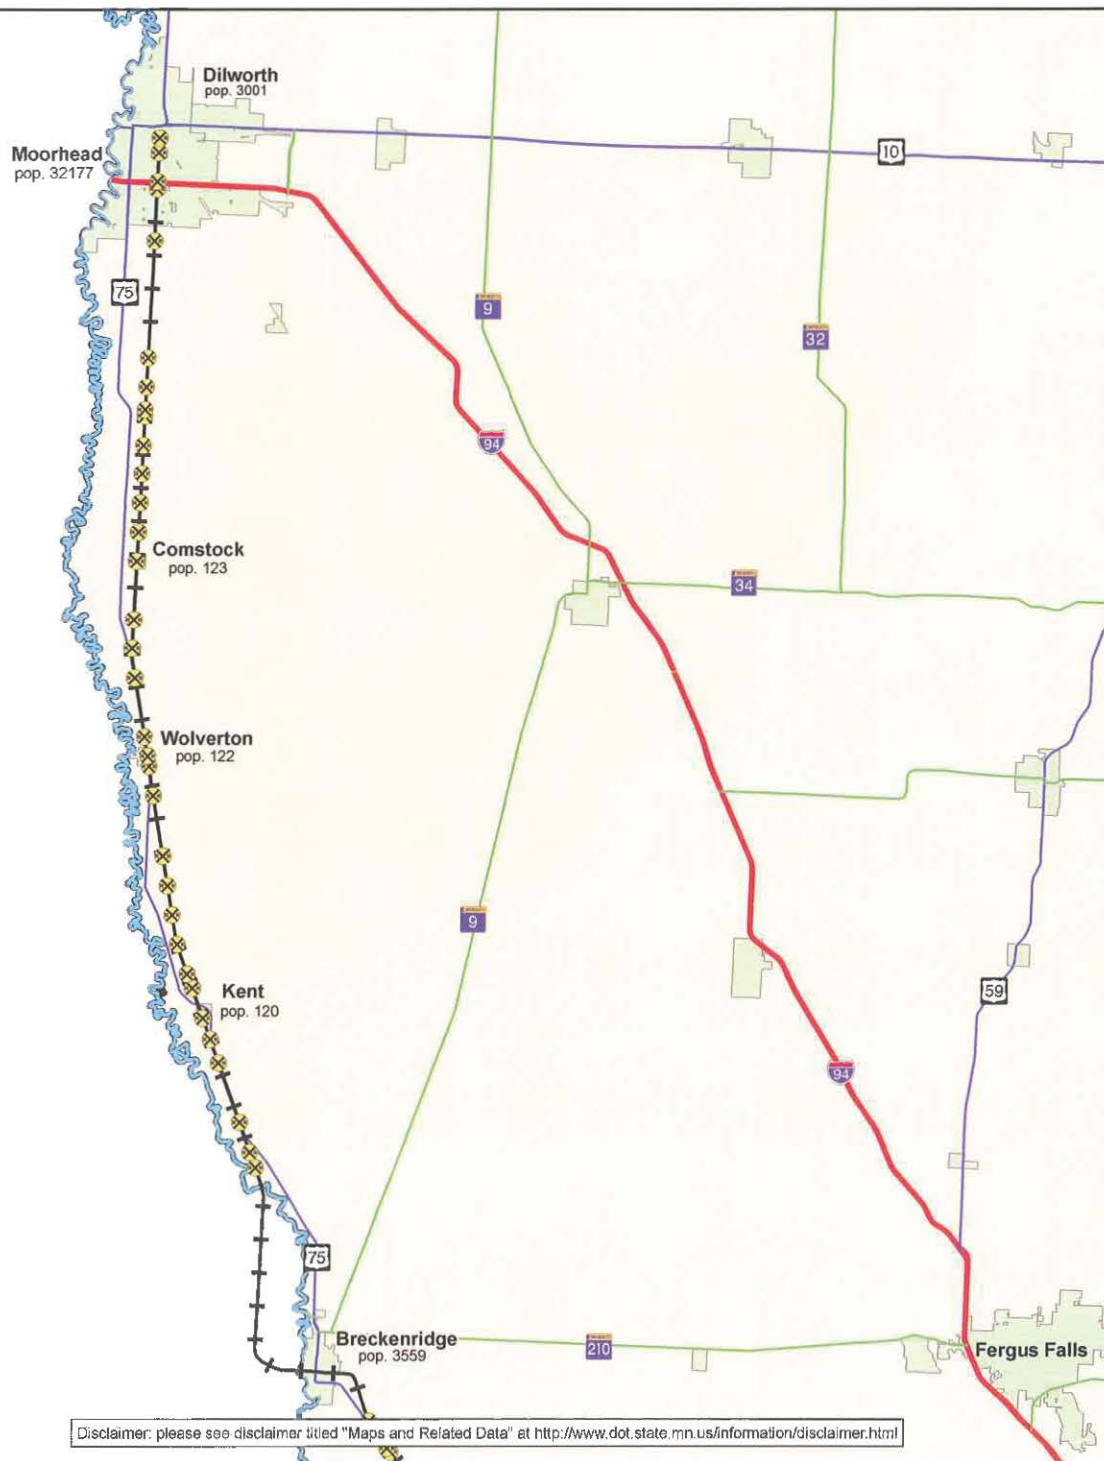 Dilworth
pop. 3001
10
Moorhead
pop. 32177
75
9
32
94
Comstock
pop. 123
34
Wolverton
pop. 122
9
Kent
pop. 120
59
94
75
Breckenridge
pop. 3559
210
Fergus Falls
Disclaimer: please see disclaimer titled "Maps and Related Data" at http://www.dot.state.mn.us/information/disclaimer.html